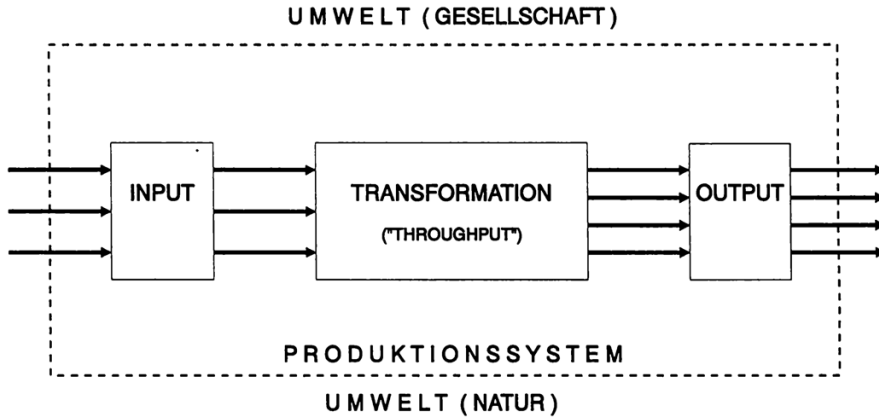 UMWELT (GESELLSCHAFT)
INPUT
TRANSFORMATION
("THROUGHPUT")
OUTPUT
PRODUKTIONSSYSTEM
UMWELT (NATUR)